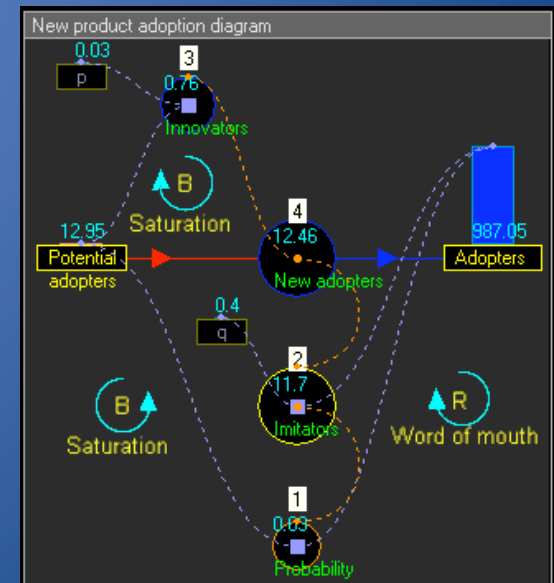 New product adoption diagram
0.03
p
3
0.76
Innovators
B
Saturation
12.95
Potential
adopters
4
12.46
New adopters
987.05
Adopters
0.4
q
2
11.7
Imitators
B
Saturation
R
Word of mouth
1
0.03
Probability